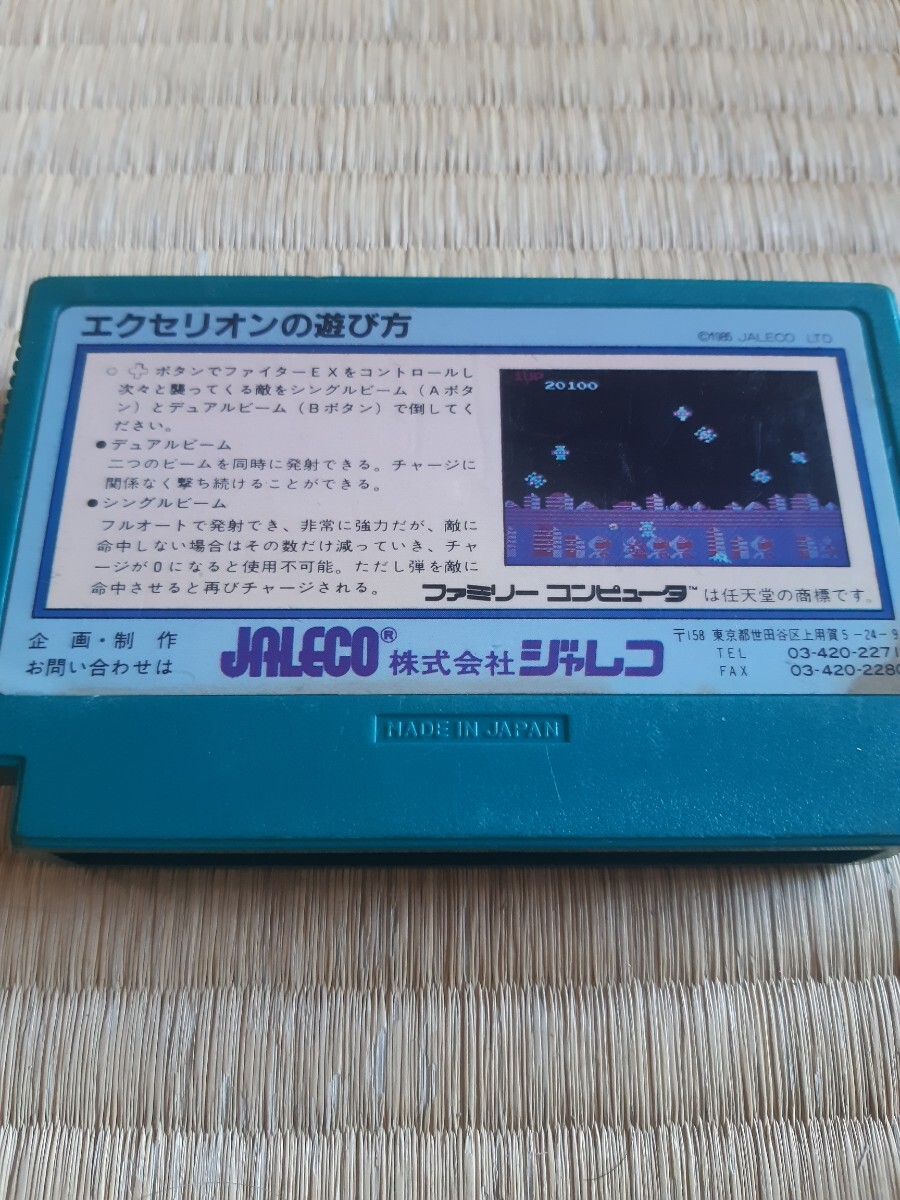 エクセリオンの遊び方
©1985 JALECO LTD
○ ボタンでファイターEXをコントロールし
次々と襲ってくる敵をシングルビーム（Aボタ
ン）とデュアルビーム（Bボタン）で倒してく
ださい。
●デュアルビーム
二つのビームを同時に発射できる。チャージに
関係なく撃ち続けることができる。
●シングルビーム
フルオートで発射でき、非常に強力だが、敵に
命中しない場合はその数だけ減っていき、チャ
ージが0になると使用不可能。ただし弾を敵に
命中させると再びチャージされる。
1UP
20100
ファミリーコンピュータ™は任天堂の商標です。
企画・制作
お問い合わせは
JALECO® 株式会社ジャレコ
〒158 東京都世田谷区上用賀5-24-9
TEL 03-420-2271
FAX 03-420-2280
MADE IN JAPAN